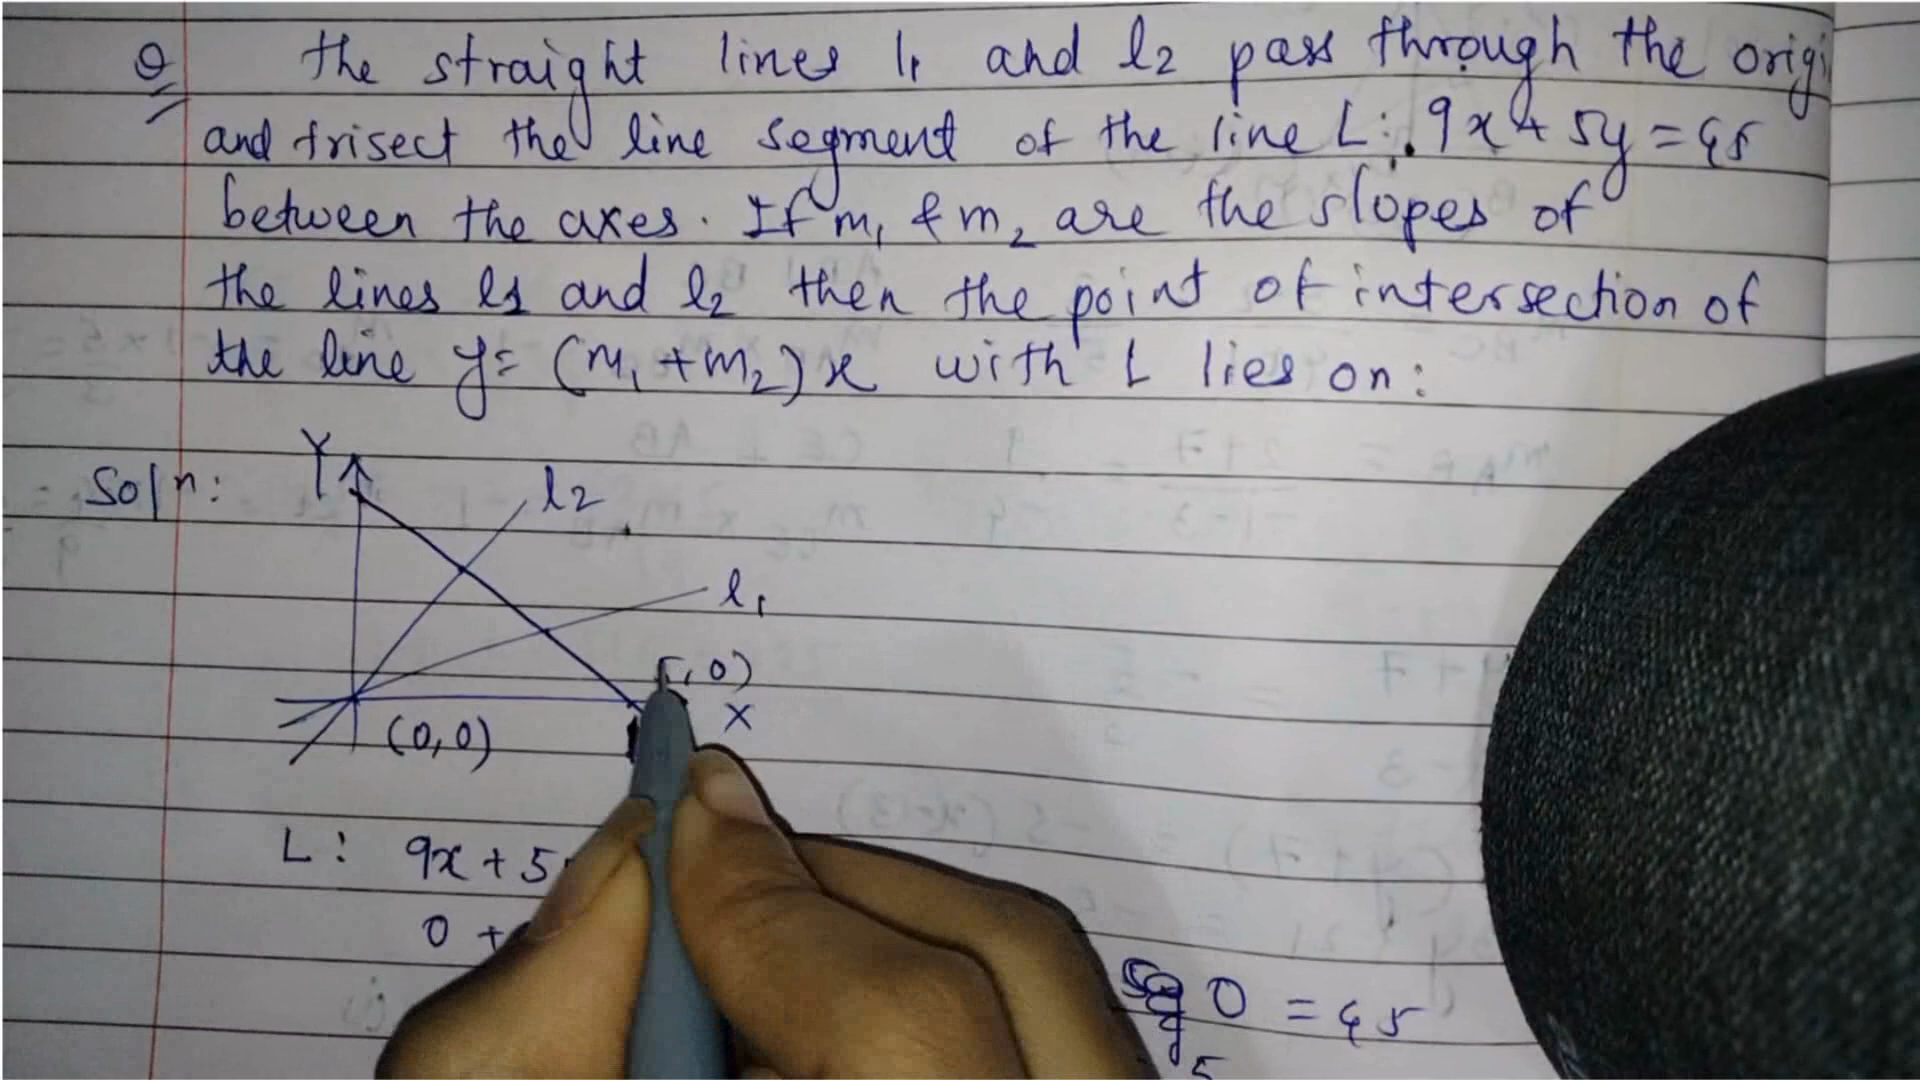 Q the straight lines l1 and l2 pass through the origi
and trisect the line segment of the line L: 9x + 5y = 45
between the axes. If m1 & m2 are the slopes of
the lines l1 and l2 then the point of intersection of
the line y = (m1 + m2)x with L lies on:
Soln:
Y
l2
l1
(5, 0)
X
(0,0)
L: 9x + 5
0 +
0 = 45
5